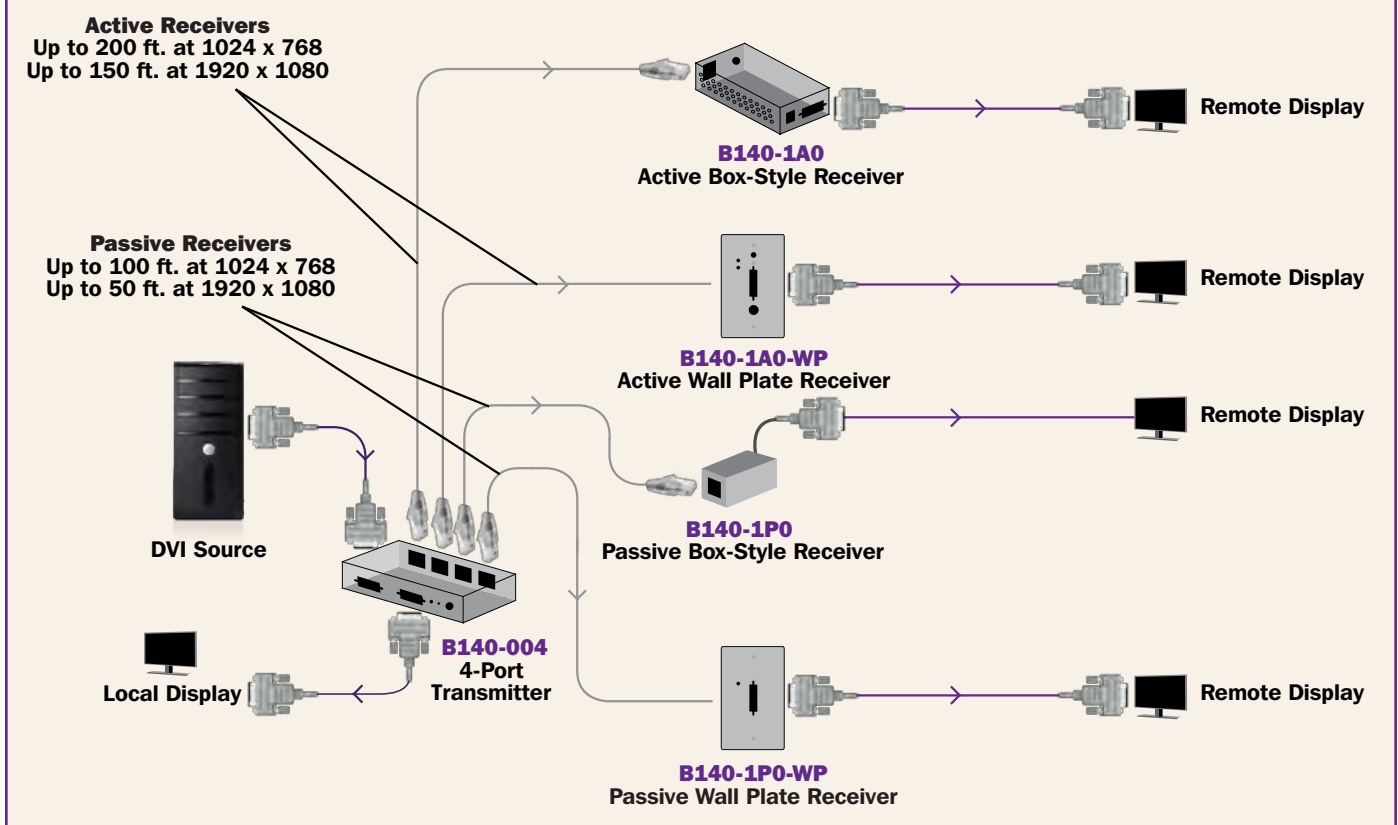 Active Receivers
Up to 200 ft. at 1024 x 768
Up to 150 ft. at 1920 x 1080
Remote Display
B140-1A0
Active Box-Style Receiver
Passive Receivers
Up to 100 ft. at 1024 x 768
Up to 50 ft. at 1920 x 1080
Remote Display
B140-1A0-WP
Active Wall Plate Receiver
Remote Display
B140-1P0
Passive Box-Style Receiver
DVI Source
B140-004
4-Port
Transmitter
Local Display
Remote Display
B140-1P0-WP
Passive Wall Plate Receiver